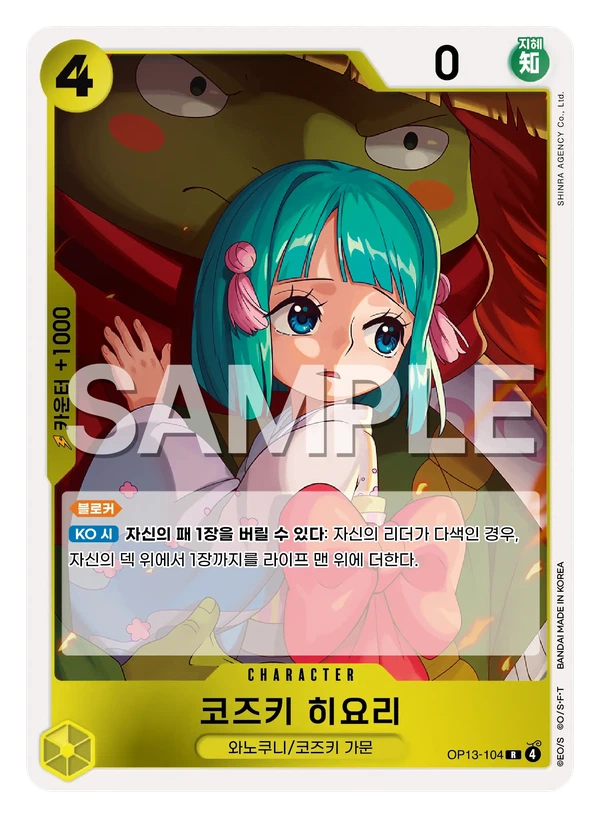 4
0
지혜
知
SHINRA AGENCY Co., Ltd.
카운터 +1000
SAMPLE
블로커
KO 시 자신의 패 1장을 버릴 수 있다: 자신의 리더가 다색인 경우,
자신의 덱 위에서 1장까지를 라이프 맨 위에 더한다.
CHARACTER
코즈키 히요리
와노쿠니/코즈키 가문
OP13-104 R 4
©EO/S ©O/S·F·T BANDAI MADE IN KOREA